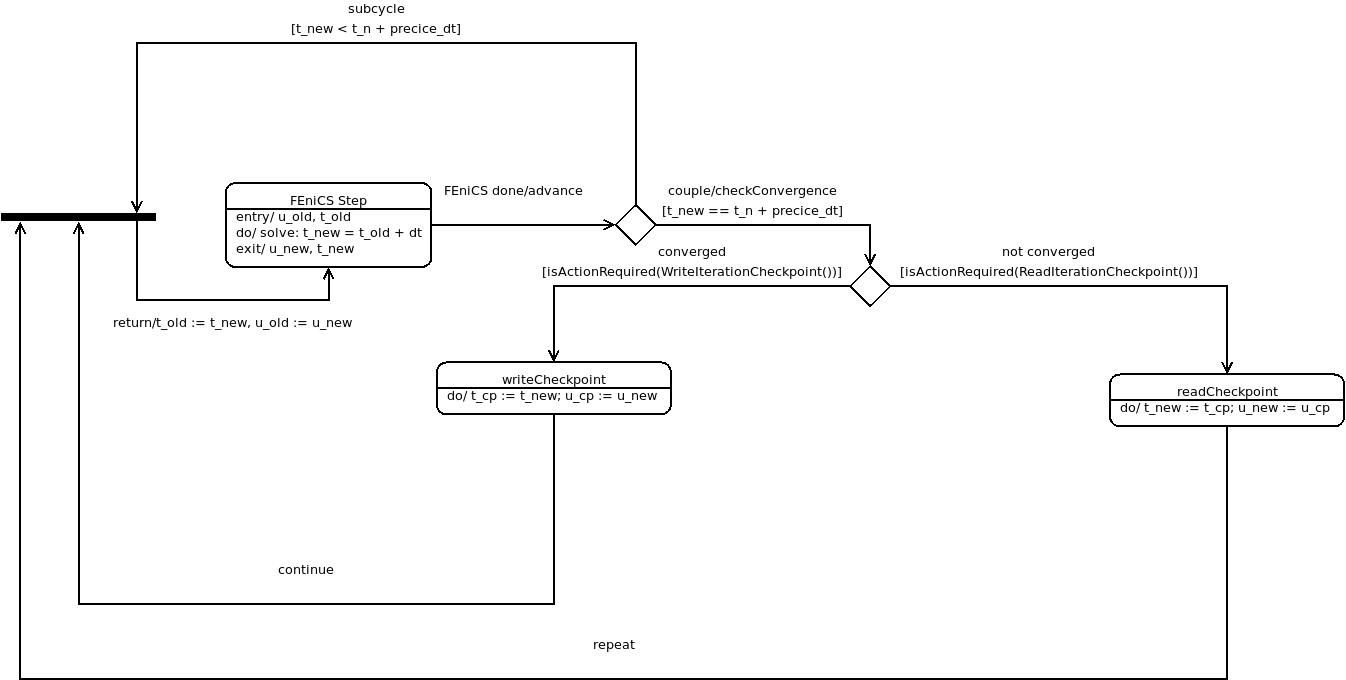 subcycle
[t_new < t_n + precice_dt]
FEniCS Step
entry/ u_old, t_old
do/ solve: t_new = t_old + dt
exit/ u_new, t_new
FEniCS done/advance
couple/checkConvergence
[t_new == t_n + precice_dt]
converged
[isActionRequired(WriteIterationCheckpoint())]
not converged
[isActionRequired(ReadIterationCheckpoint())]
return/t_old := t_new, u_old := u_new
writeCheckpoint
do/ t_cp := t_new; u_cp := u_new
readCheckpoint
do/ t_new := t_cp; u_new := u_cp
continue
repeat